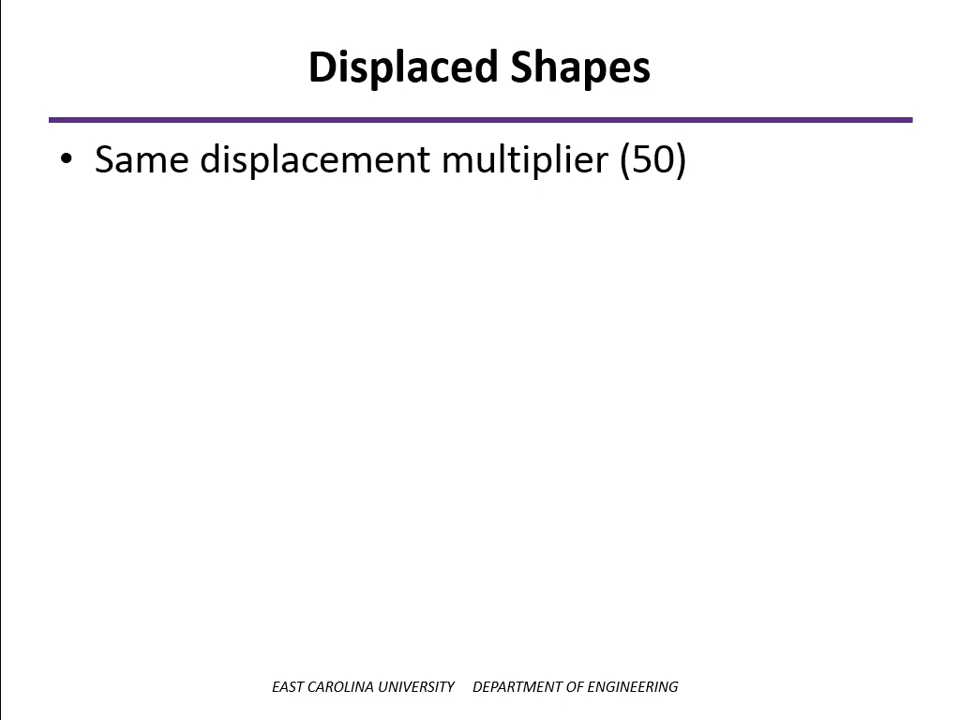 Displaced Shapes
• Same displacement multiplier (50)
EAST CAROLINA UNIVERSITY DEPARTMENT OF ENGINEERING